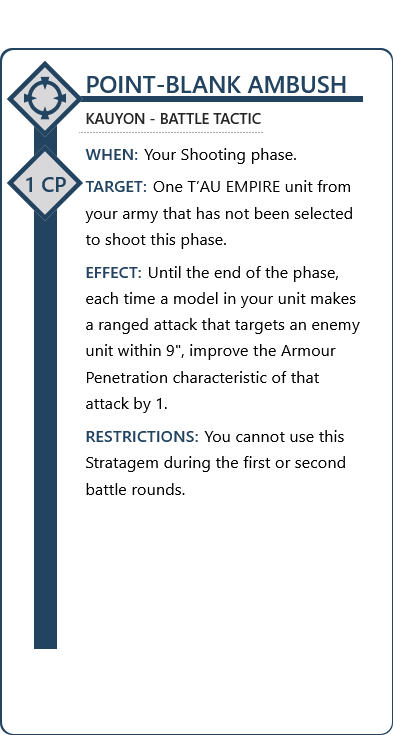 POINT-BLANK AMBUSH
KAUYON - BATTLE TACTIC
1 CP
WHEN: Your Shooting phase.
TARGET: One T’AU EMPIRE unit from
your army that has not been selected
to shoot this phase.
EFFECT: Until the end of the phase,
each time a model in your unit makes
a ranged attack that targets an enemy
unit within 9", improve the Armour
Penetration characteristic of that
attack by 1.
RESTRICTIONS: You cannot use this
Stratagem during the first or second
battle rounds.